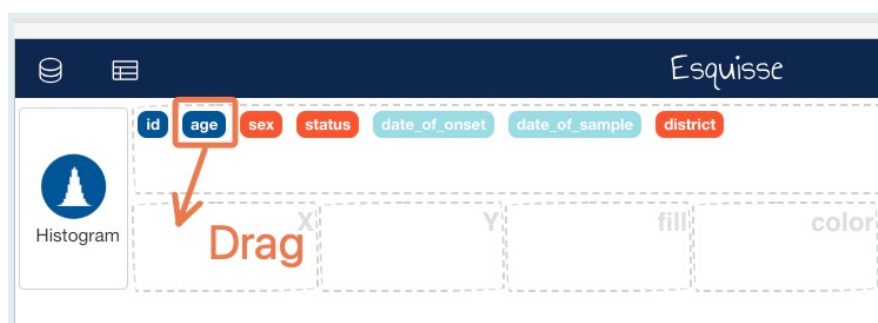 Esquisse
id age sex status date_of_onset date_of_sample district
Histogram
X Y fill color
Drag